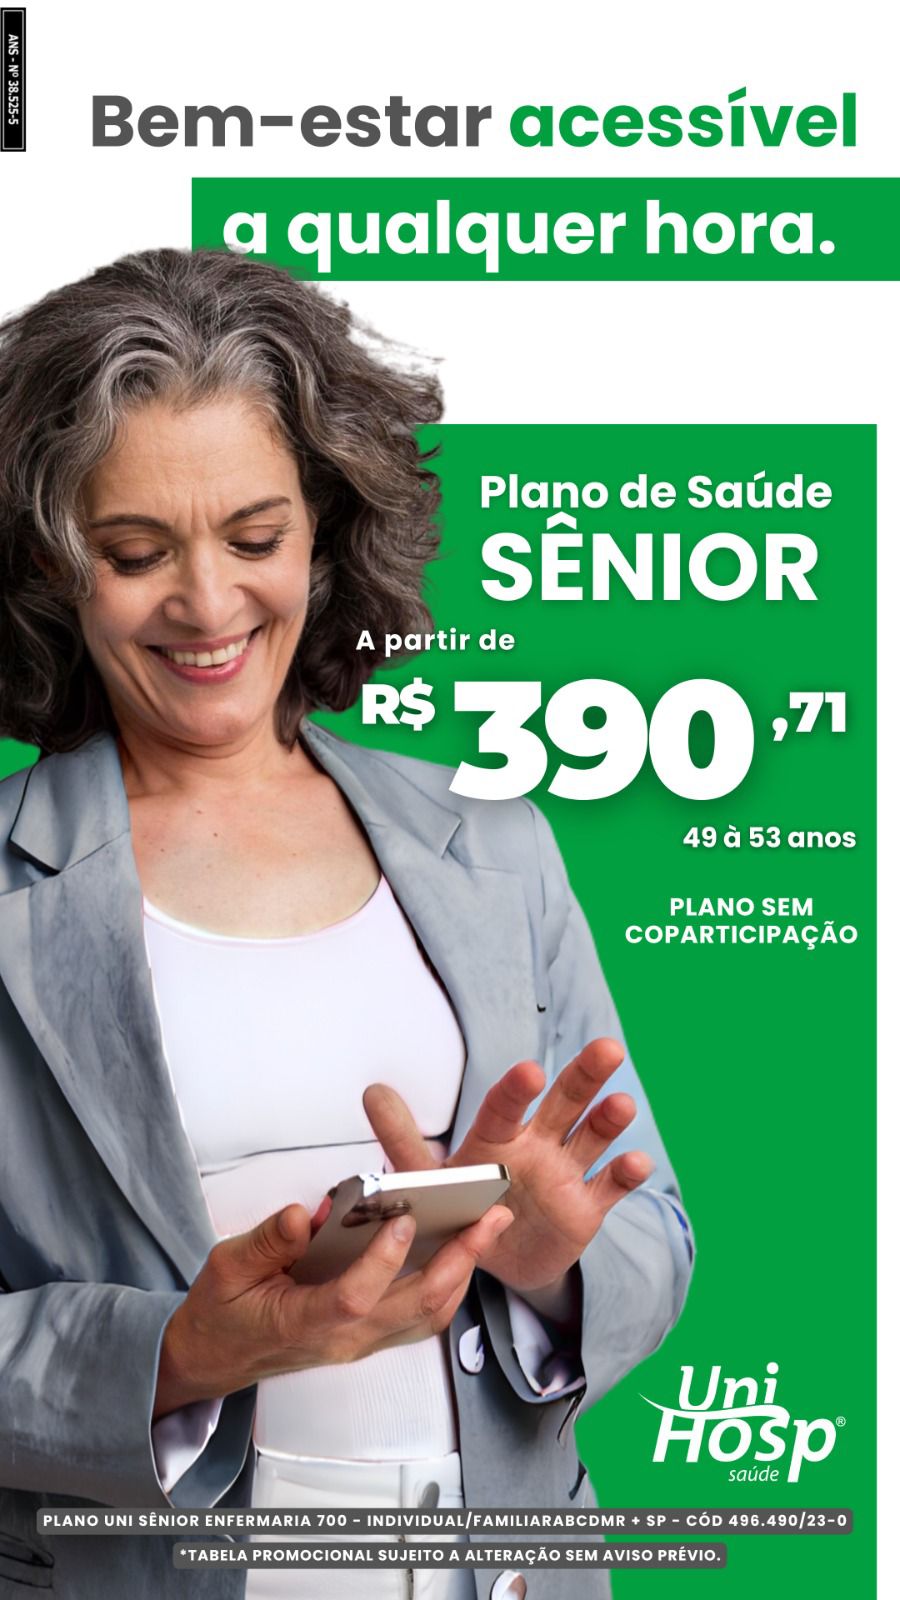 ANS - Nº 38.525-5
Bem-estar acessível
a qualquer hora.
Plano de Saúde
SÊNIOR
A partir de
R$ 390,71
49 à 53 anos
PLANO SEM
COPARTICIPAÇÃO
Uni
Hosp®
saúde
PLANO UNI SÊNIOR ENFERMARIA 700 - INDIVIDUAL/FAMILIARABCDMR + SP - CÓD 496.490/23-0
*TABELA PROMOCIONAL SUJEITO A ALTERAÇÃO SEM AVISO PRÉVIO.